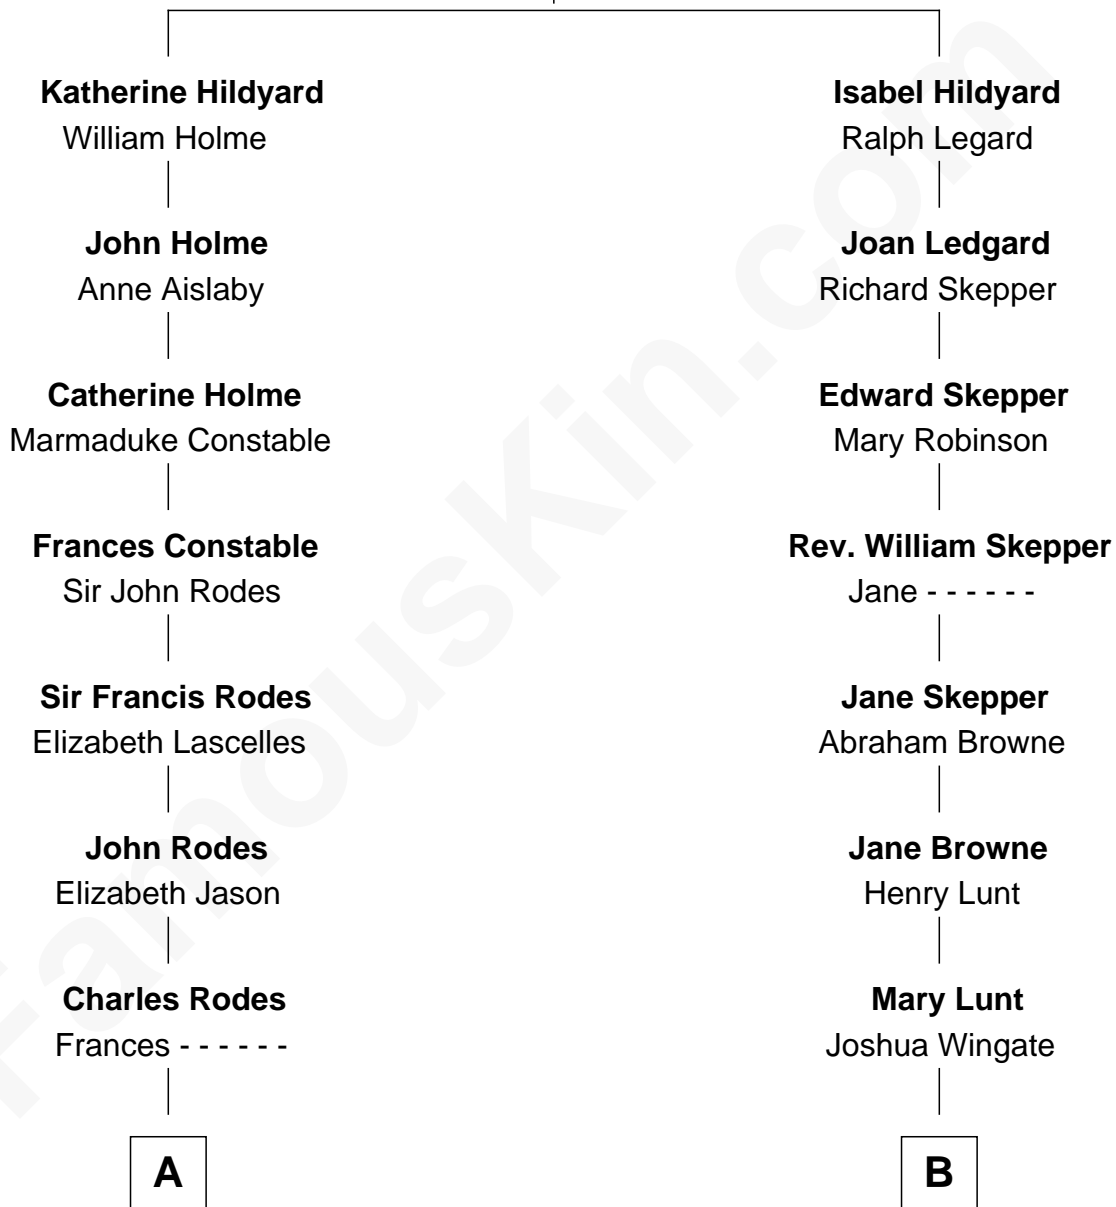 Katherine Hildyard
William Holme
John Holme
Anne Aislaby
Catherine Holme
Marmaduke Constable
Frances Constable
Sir John Rodes
Sir Francis Rodes
Elizabeth Lascelles
John Rodes
Elizabeth Jason
Charles Rodes
Frances - - - - - -
A
Isabel Hildyard
Ralph Legard
Joan Ledgard
Richard Skepper
Edward Skepper
Mary Robinson
Rev. William Skepper
Jane - - - - - -
Jane Skepper
Abraham Browne
Jane Browne
Henry Lunt
Mary Lunt
Joshua Wingate
B
FamousKin.com